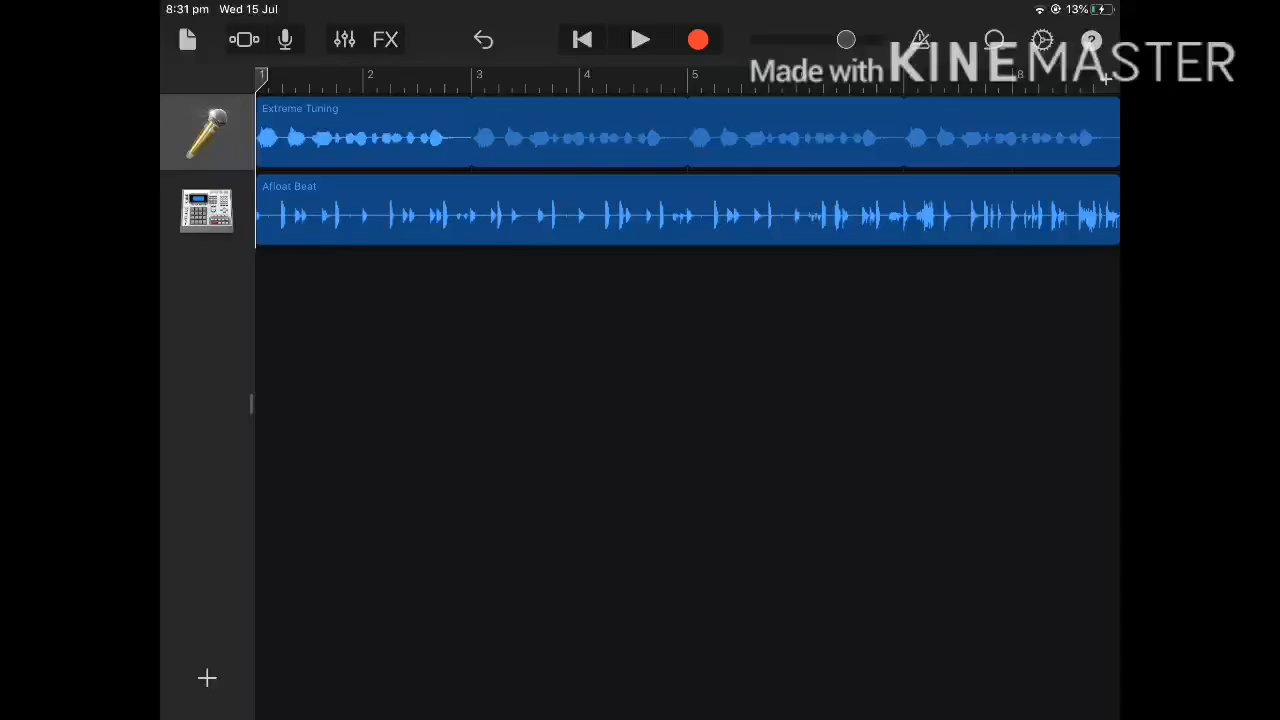 8:31 pm Wed 15 Jul 13%
FX
?
Made with KINEMASTER
1 2 3 4 5 8
Extreme Tuning
Afloat Beat